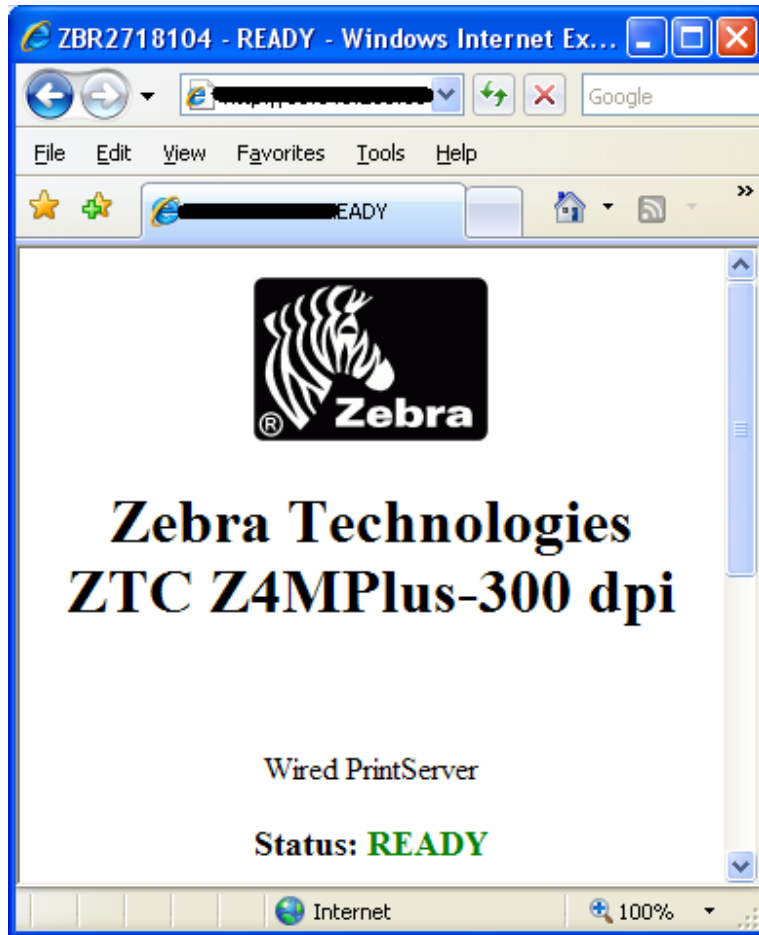 ZBR2718104 - READY - Windows Internet Ex...
Google
File Edit View Favorites Tools Help
EADY
»
Zebra
®
Zebra Technologies
ZTC Z4MPlus-300 dpi
Wired PrintServer
Status: READY
Internet 100%